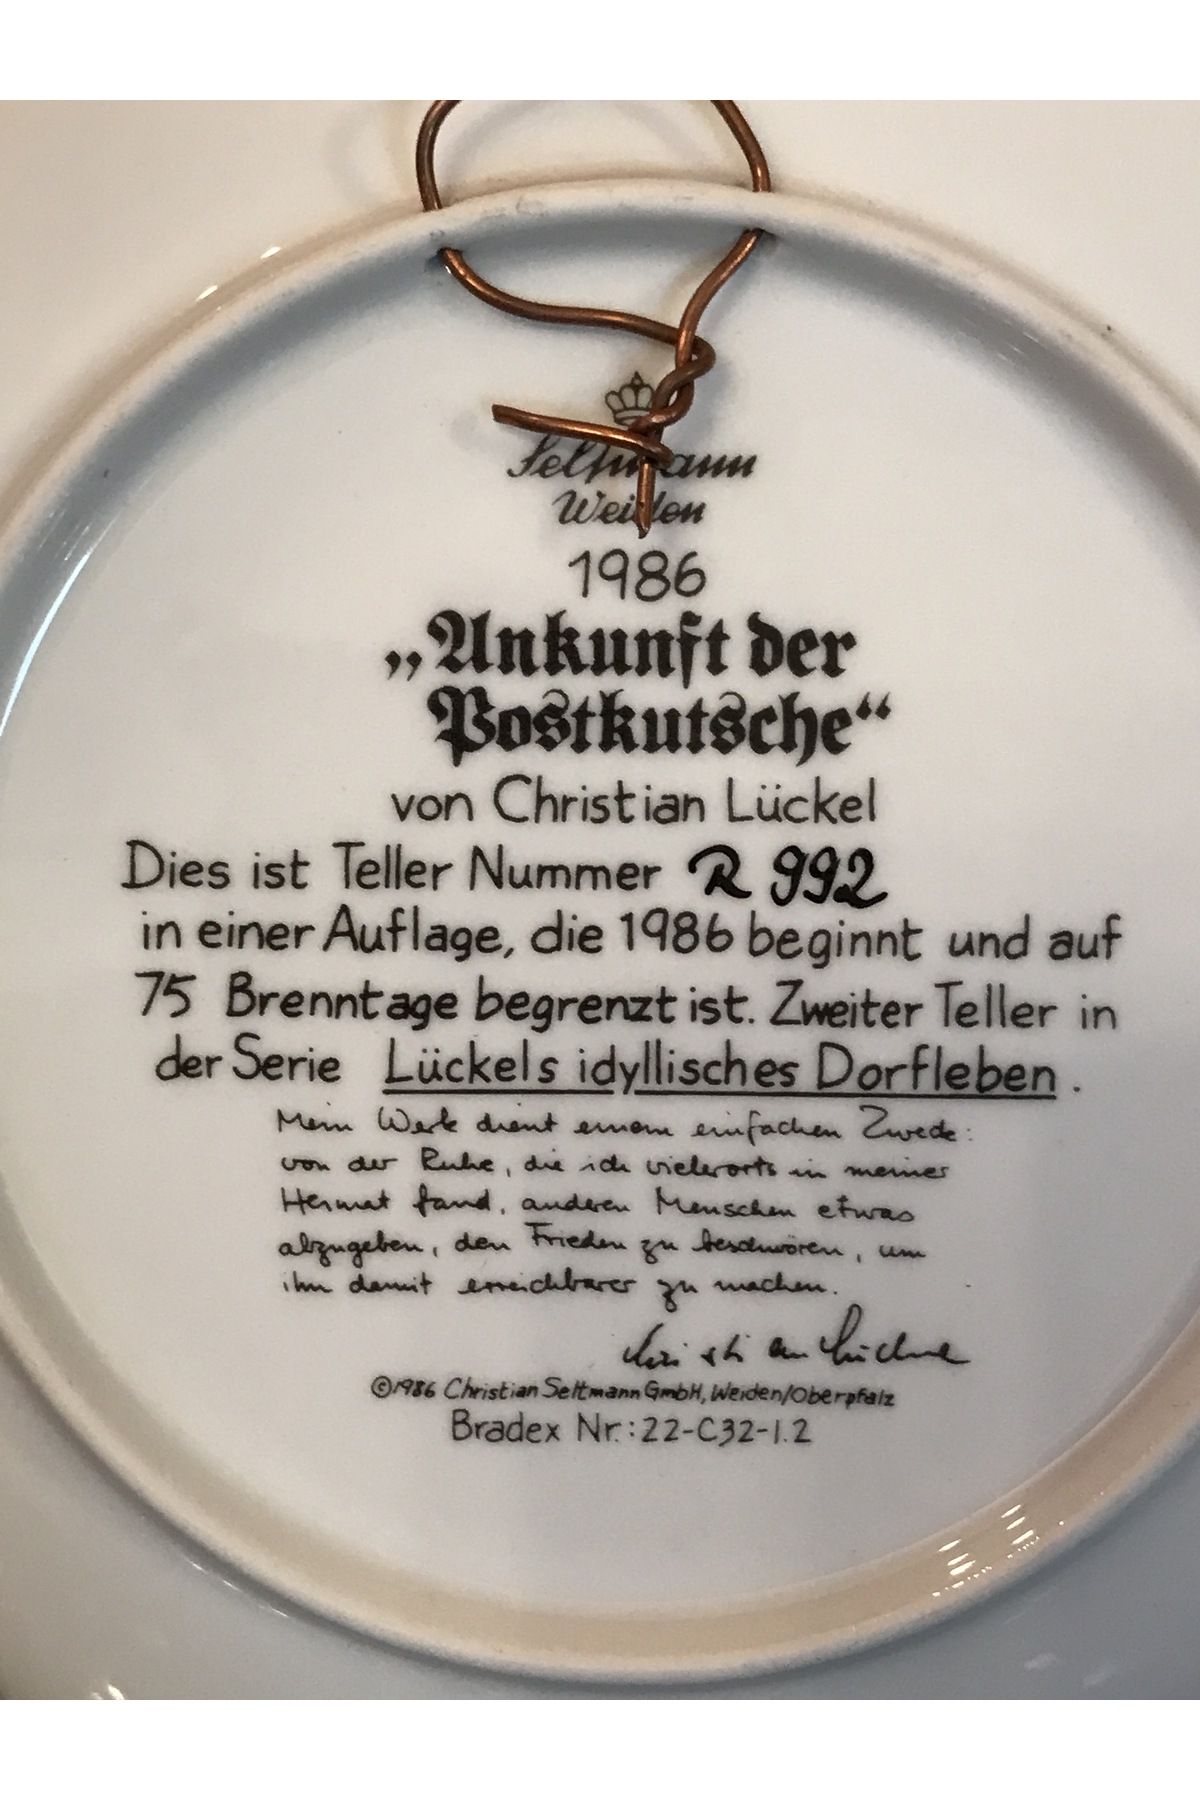 Seltmann
Weiden
1986
„Ankunft der
Postkutsche“
von Christian Lückel
Dies ist Teller Nummer R 992
in einer Auflage, die 1986 beginnt und auf
75 Brenntage begrenzt ist. Zweiter Teller in
der Serie Lückels idyllisches Dorfleben.
Mein Werk dient einem einfachen Zwecke:
von der Ruhe, die ich vielerorts in meiner
Heimat fand, anderen Menschen etwas
abzugeben, den Frieden zu beschwören, um
ihn damit erreichbarer zu machen.
Christian Lückel
©1986 Christian Seltmann GmbH, Weiden/Oberpfalz
Bradex Nr.: 22-C32-1.2